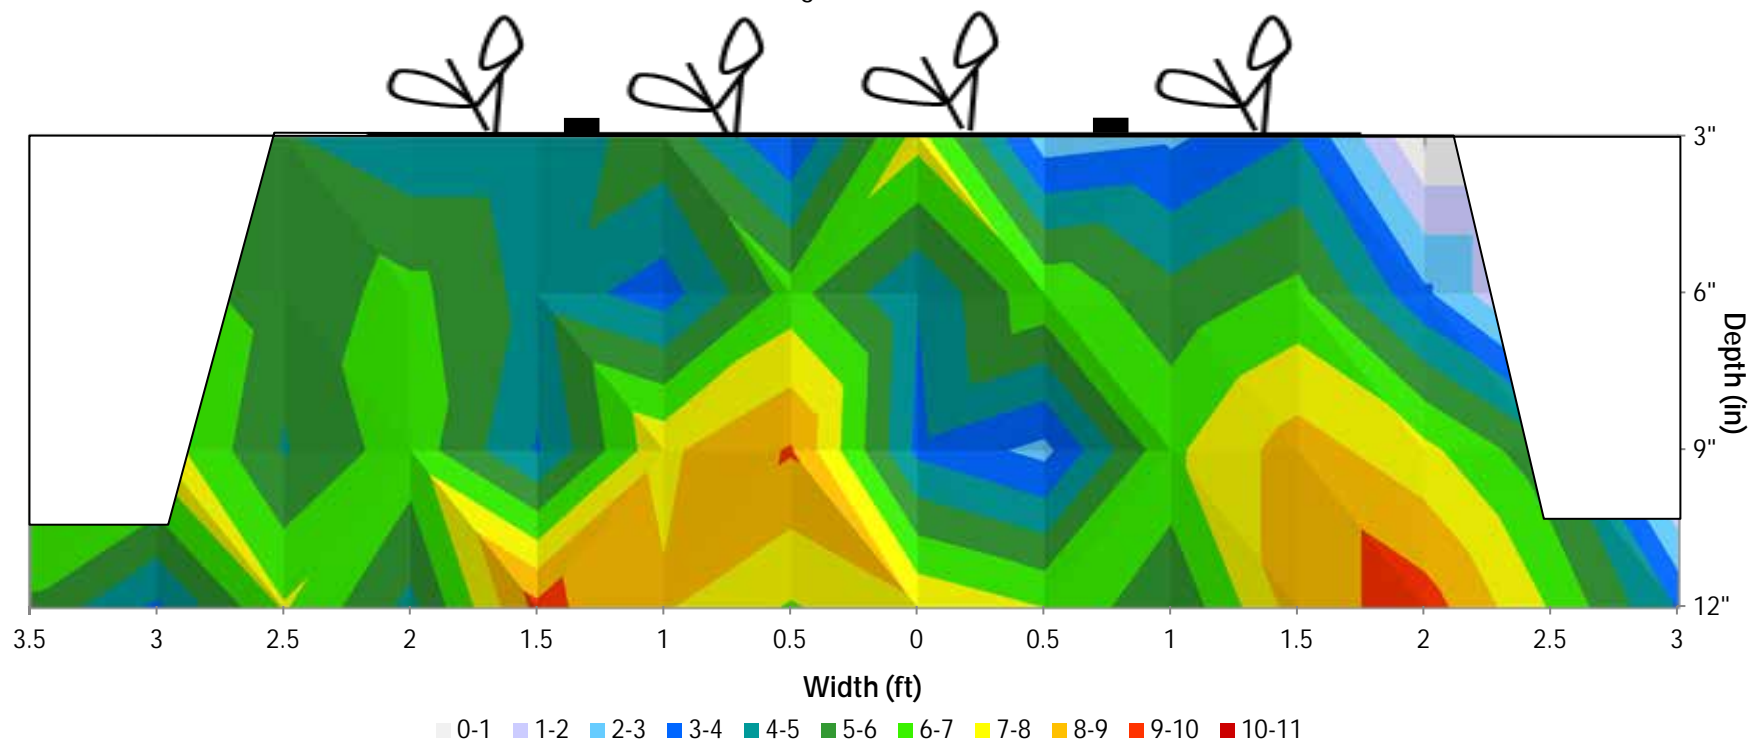 3"
6"
9"
12"
Depth (in)
3.5 3 2.5 2 1.5 1 0.5 0 0.5 1 1.5 2 2.5 3
Width (ft)
0-1 1-2 2-3 3-4 4-5 5-6 6-7 7-8 8-9 9-10 10-11